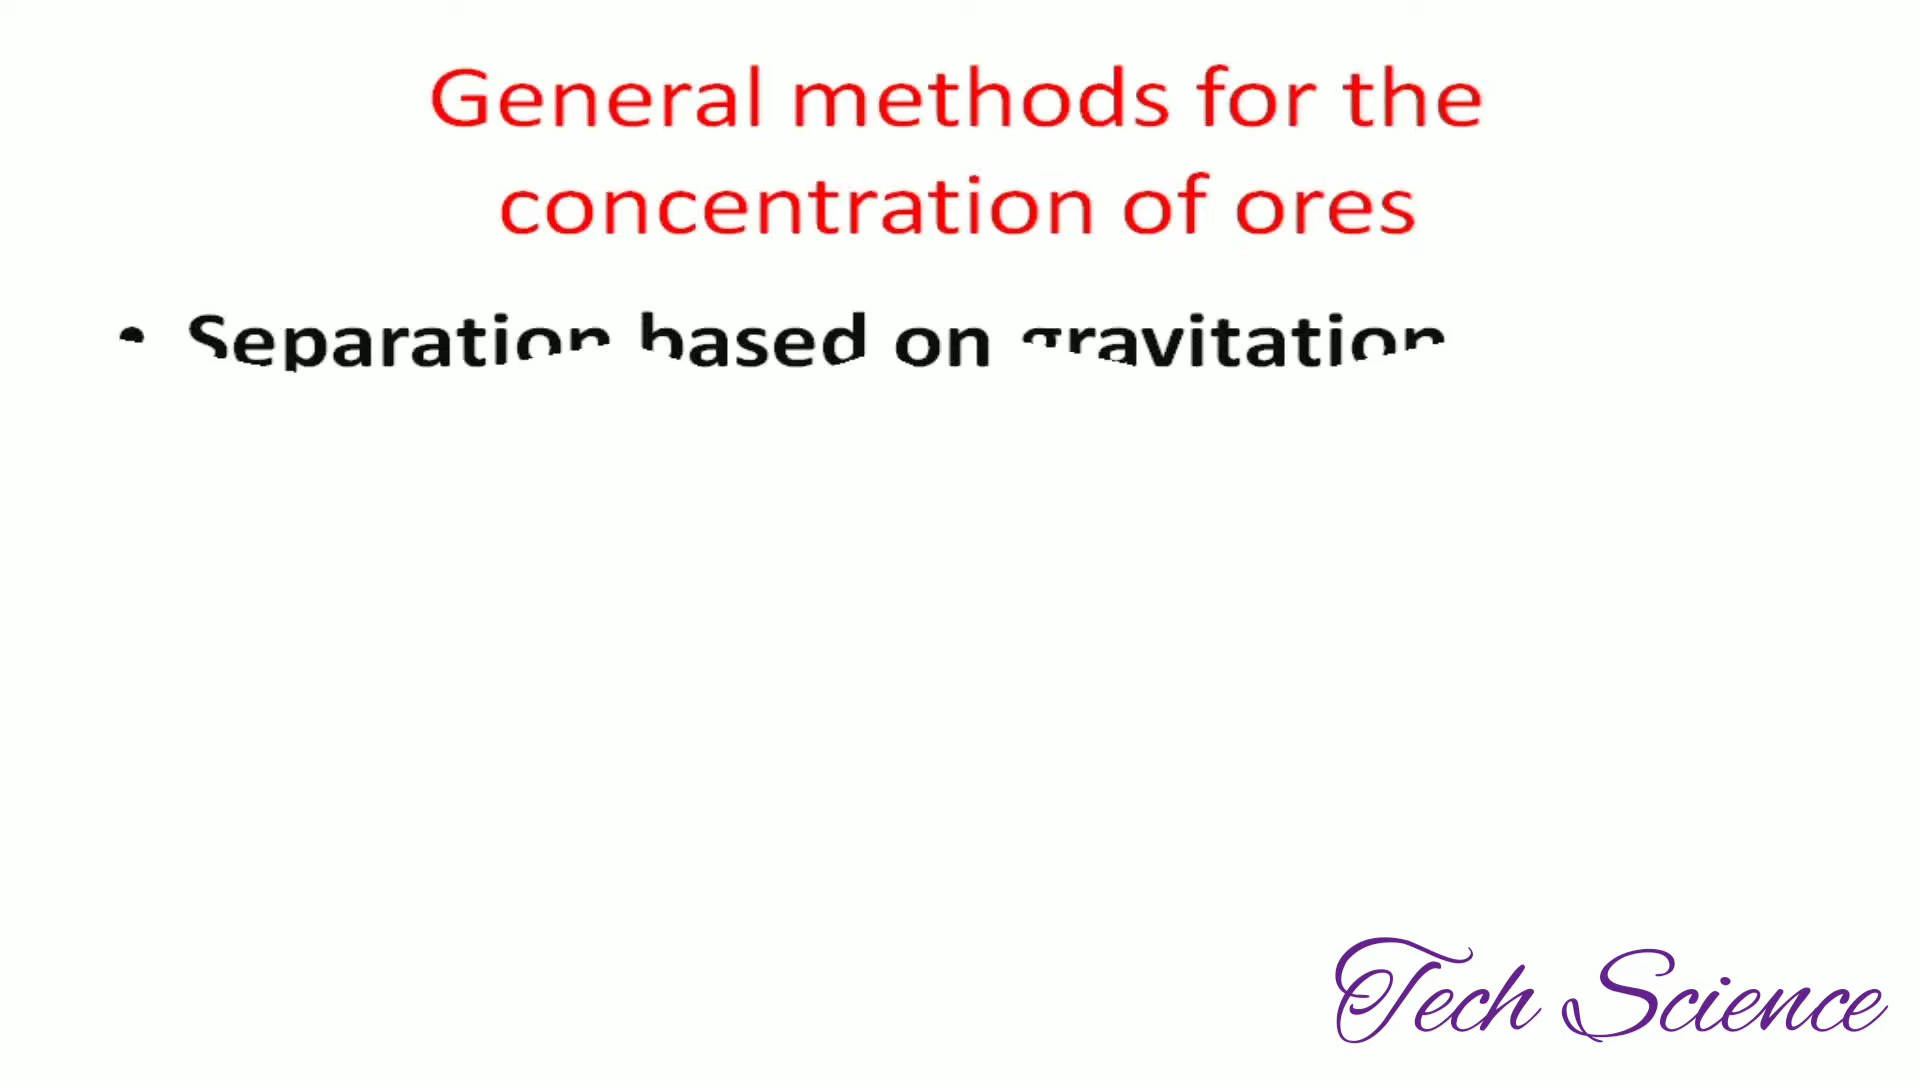 General methods for the
concentration of ores
• Separation based on gravitation
Tech Science